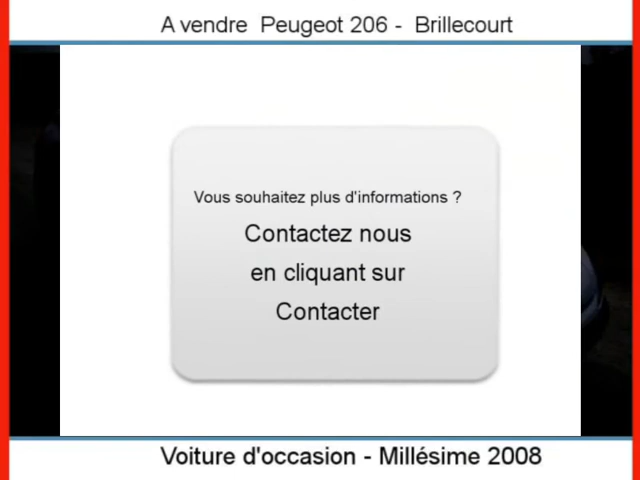 A vendre Peugeot 206 - Brillecourt
Vous souhaitez plus d'informations ?
Contactez nous
en cliquant sur
Contacter
Voiture d'occasion - Millésime 2008